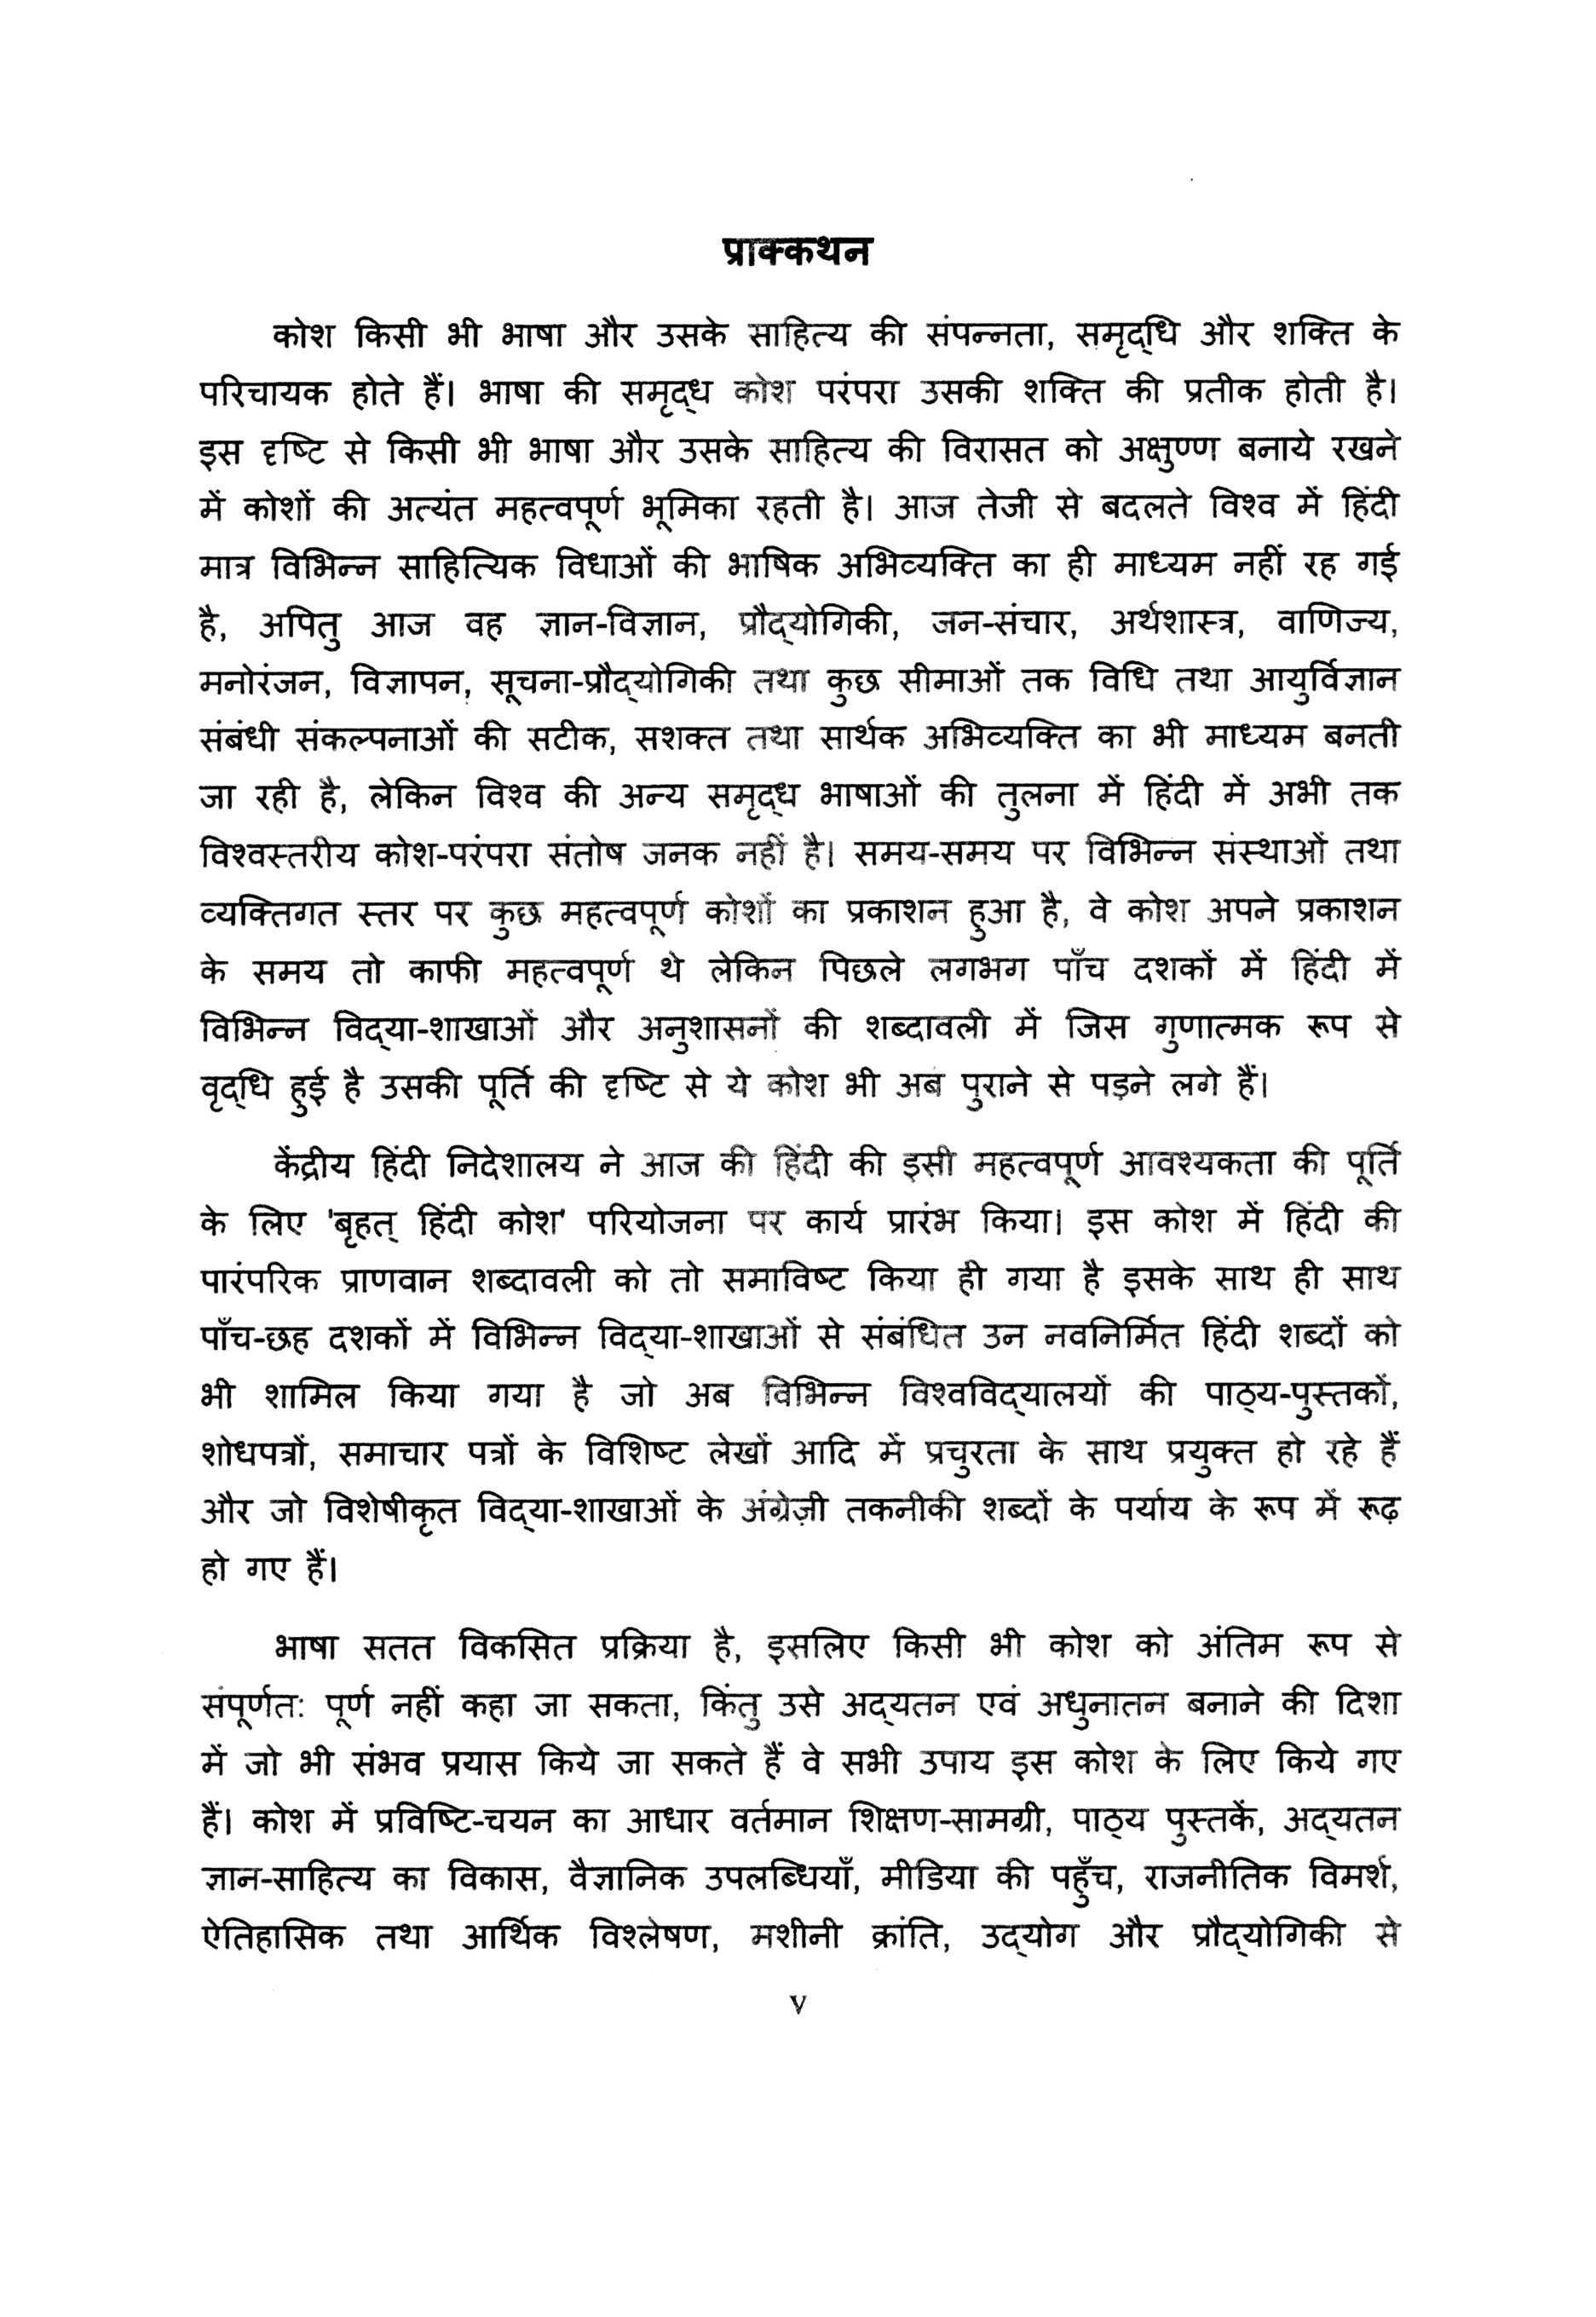 प्राक्कथन
कोश किसी भी भाषा और उसके साहित्य की संपन्नता, समृद्‌धि और शक्ति के
परिचायक होते हैं। भाषा की समृद्‌ध कोश परंपरा उसकी शक्ति की प्रतीक होती है।
इस दृष्टि से किसी भी भाषा और उसके साहित्य की विरासत को अक्षुण्ण बनाये रखने
में कोशों की अत्यंत महत्वपूर्ण भूमिका रहती है। आज तेजी से बदलते विश्व में हिंदी
मात्र विभिन्न साहित्यिक विधाओं की भाषिक अभिव्यक्ति का ही माध्यम नहीं रह गई
है, अपितु आज वह ज्ञान-विज्ञान, प्रौद्‌योगिकी, जन-संचार, अर्थशास्त्र, वाणिज्य,
मनोरंजन, विज्ञापन, सूचना-प्रौद्‌योगिकी तथा कुछ सीमाओं तक विधि तथा आयुर्विज्ञान
संबंधी संकल्पनाओं की सटीक, सशक्त तथा सार्थक अभिव्यक्ति का भी माध्यम बनती
जा रही है, लेकिन विश्व की अन्य समृद्‌ध भाषाओं की तुलना में हिंदी में अभी तक
विश्वस्तरीय कोश-परंपरा संतोष जनक नहीं है। समय-समय पर विभिन्न संस्थाओं तथा
व्यक्तिगत स्तर पर कुछ महत्वपूर्ण कोशों का प्रकाशन हुआ है, वे कोश अपने प्रकाशन
के समय तो काफी महत्वपूर्ण थे लेकिन पिछले लगभग पाँच दशकों में हिंदी में
विभिन्न विद्‌या-शाखाओं और अनुशासनों की शब्दावली में जिस गुणात्मक रूप से
वृद्‌धि हुई है उसकी पूर्ति की दृष्टि से ये कोश भी अब पुराने से पड़ने लगे हैं।
केंद्रीय हिंदी निदेशालय ने आज की हिंदी की इसी महत्वपूर्ण आवश्यकता की पूर्ति
के लिए 'बृहत् हिंदी कोश' परियोजना पर कार्य प्रारंभ किया। इस कोश में हिंदी की
पारंपरिक प्राणवान शब्दावली को तो समाविष्ट किया ही गया है इसके साथ ही साथ
पाँच-छह दशकों में विभिन्न विद्‌या-शाखाओं से संबंधित उन नवनिर्मित हिंदी शब्दों को
भी शामिल किया गया है जो अब विभिन्न विश्वविद्‌यालयों की पाठ्‌य-पुस्तकों,
शोधपत्रों, समाचार पत्रों के विशिष्ट लेखों आदि में प्रचुरता के साथ प्रयुक्त हो रहे हैं
और जो विशेषीकृत विद्‌या-शाखाओं के अंग्रेज़ी तकनीकी शब्दों के पर्याय के रूप में रूढ़
हो गए हैं।
भाषा सतत विकसित प्रक्रिया है, इसलिए किसी भी कोश को अंतिम रूप से
संपूर्णत: पूर्ण नहीं कहा जा सकता, किंतु उसे अद्‌यतन एवं अधुनातन बनाने की दिशा
में जो भी संभव प्रयास किये जा सकते हैं वे सभी उपाय इस कोश के लिए किये गए
हैं। कोश में प्रविष्टि-चयन का आधार वर्तमान शिक्षण-सामग्री, पाठ्‌य पुस्तकें, अद्‌यतन
ज्ञान-साहित्य का विकास, वैज्ञानिक उपलब्धियाँ, मीडिया की पहुँच, राजनीतिक विमर्श,
ऐतिहासिक तथा आर्थिक विश्लेषण, मशीनी क्रांति, उद्‌योग और प्रौद्‌योगिकी से
v